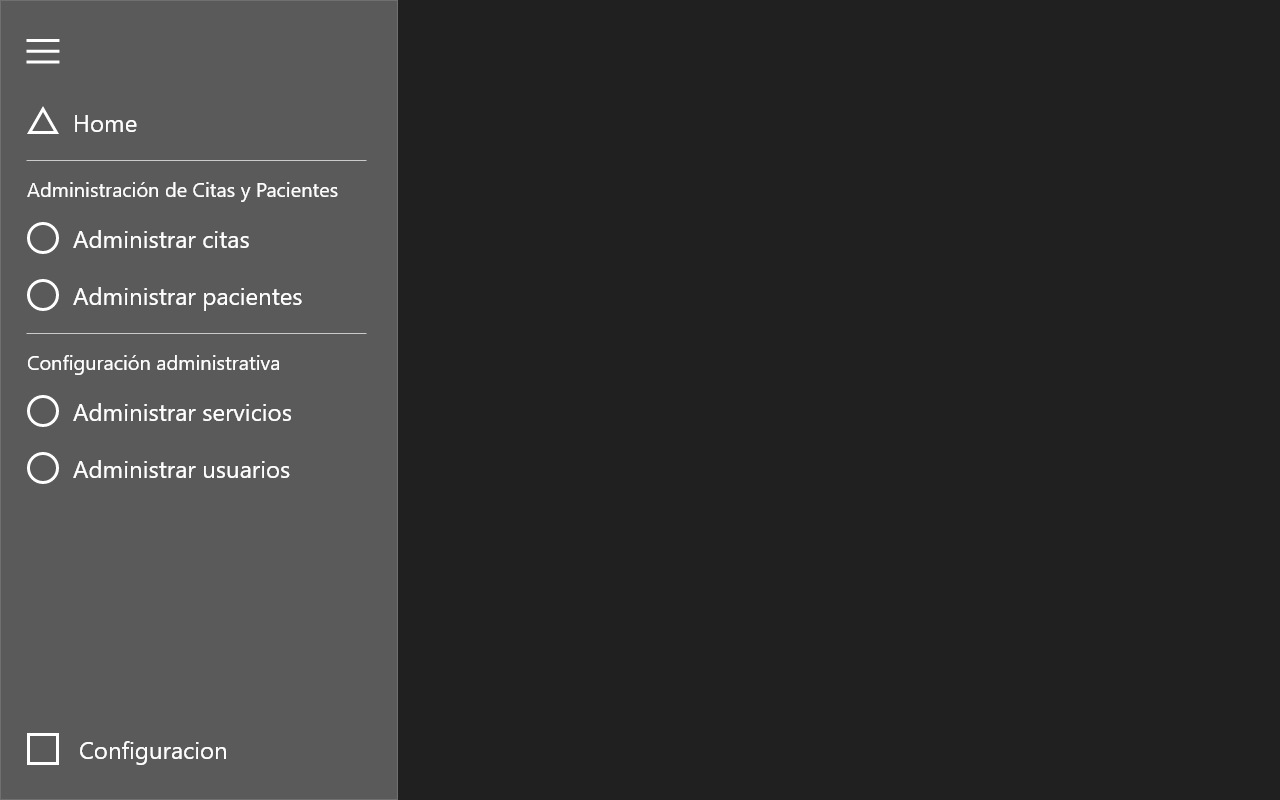 Home
Administración de Citas y Pacientes
Administrar citas
Administrar pacientes
Configuración administrativa
Administrar servicios
Administrar usuarios
Configuracion